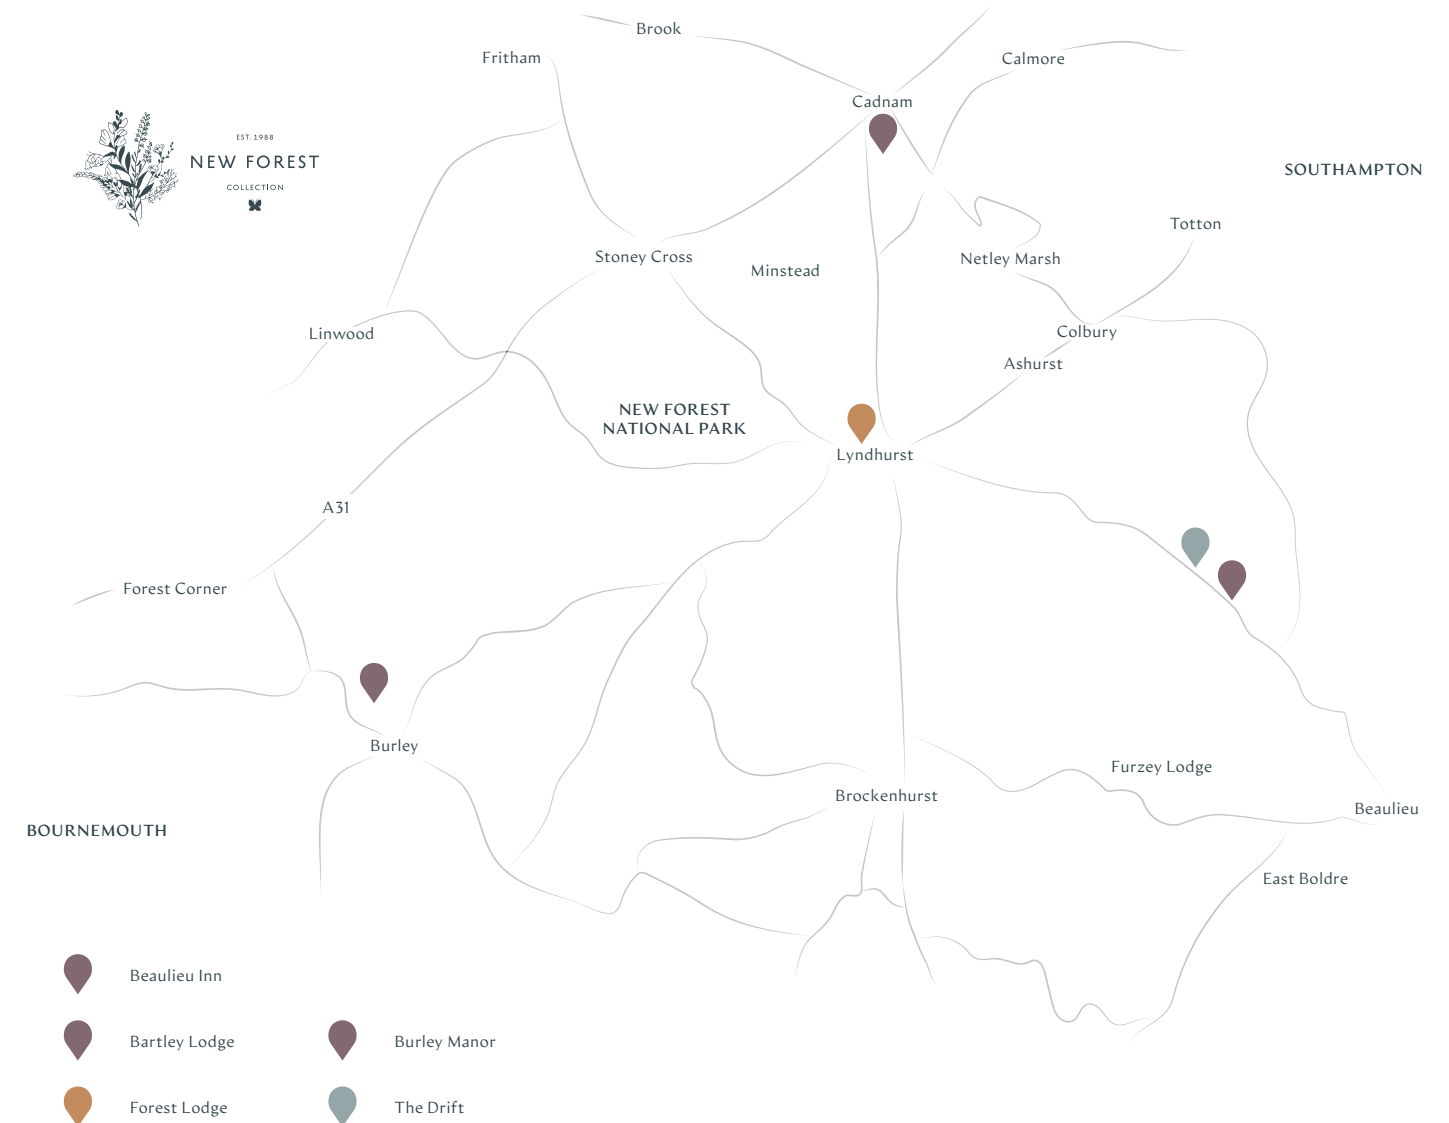 Brook
Fritham
Calmore
Cadnam
EST. 1988
NEW FOREST
COLLECTION
SOUTHAMPTON
Totton
Stoney Cross
Netley Marsh
Minstead
Linwood
Colbury
Ashurst
NEW FOREST
NATIONAL PARK
Lyndhurst
A31
Forest Corner
Burley
Furzey Lodge
Brockenhurst
Beaulieu
BOURNEMOUTH
East Boldre
Beaulieu Inn
Bartley Lodge
Burley Manor
Forest Lodge
The Drift